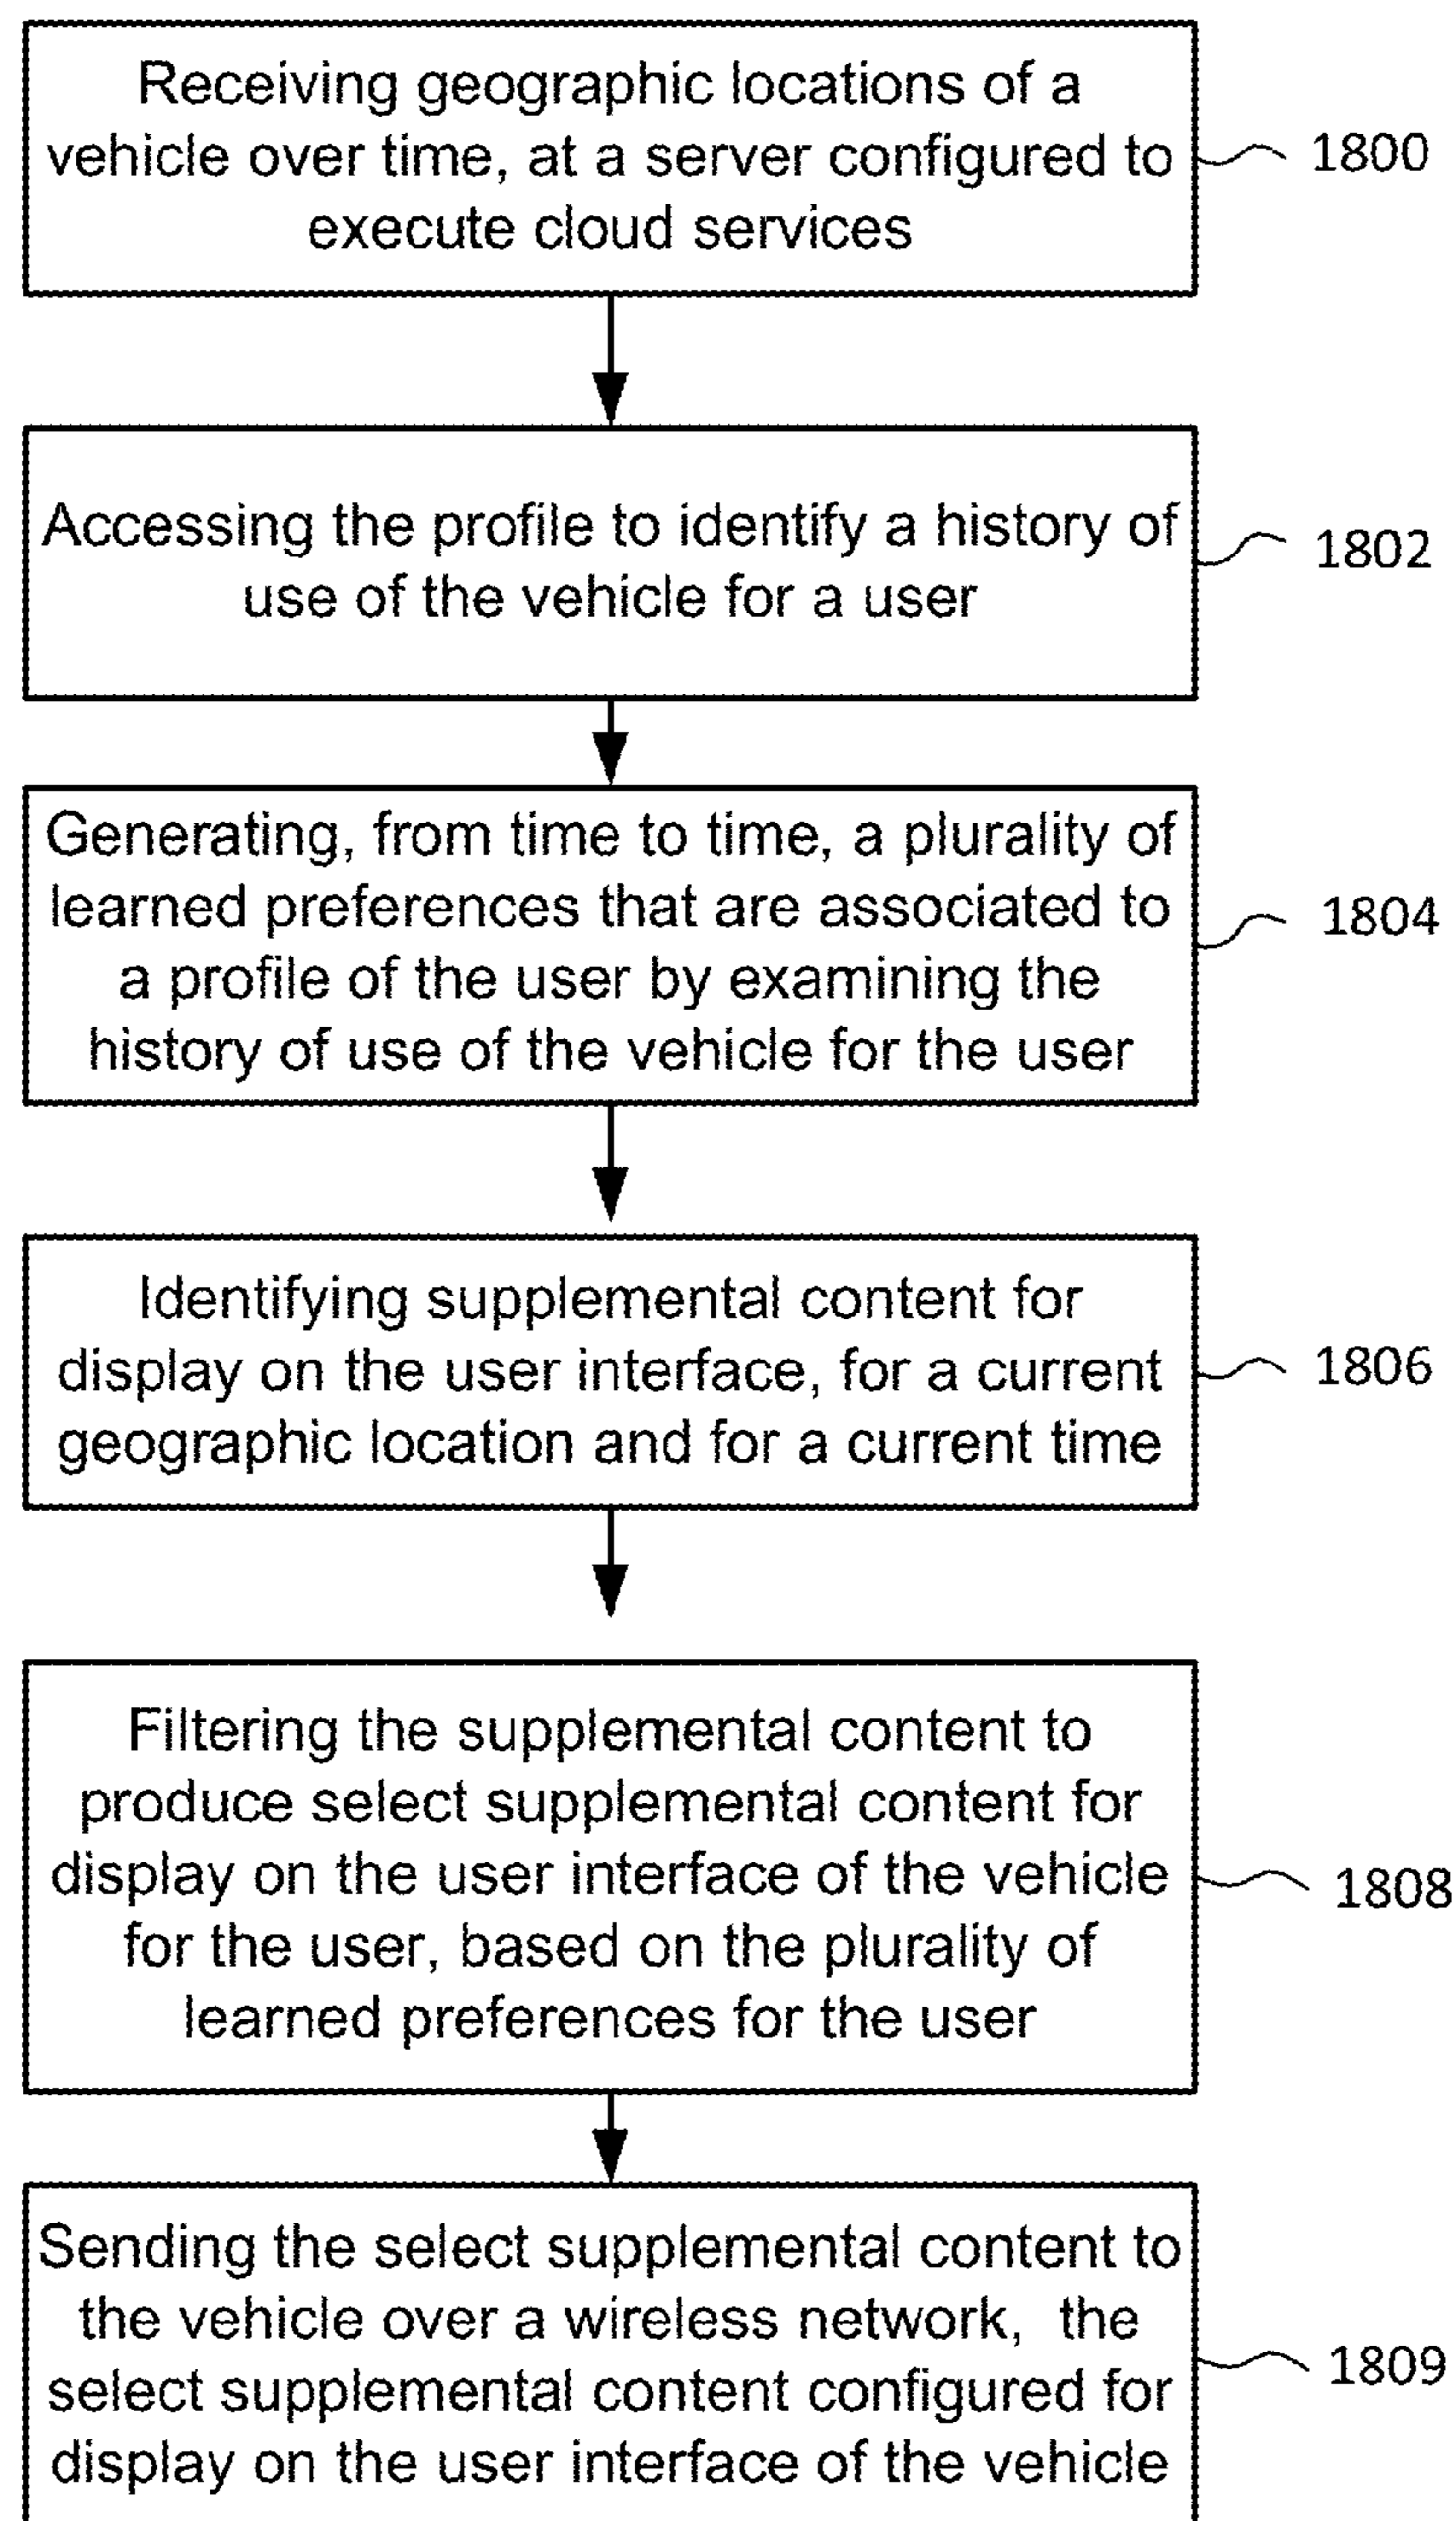 Receiving geographic locations of a
vehicle over time, at a server configured to
execute cloud services
1800
Accessing the profile to identify a history of
use of the vehicle for a user
1802
Generating, from time to time, a plurality of
learned preferences that are associated to
a profile of the user by examining the
history of use of the vehicle for the user
1804
Identifying supplemental content for
display on the user interface, for a current
geographic location and for a current time
1806
Filtering the supplemental content to
produce select supplemental content for
display on the user interface of the vehicle
for the user, based on the plurality of
learned preferences for the user
1808
Sending the select supplemental content to
the vehicle over a wireless network, the
select supplemental content configured for
display on the user interface of the vehicle
1809